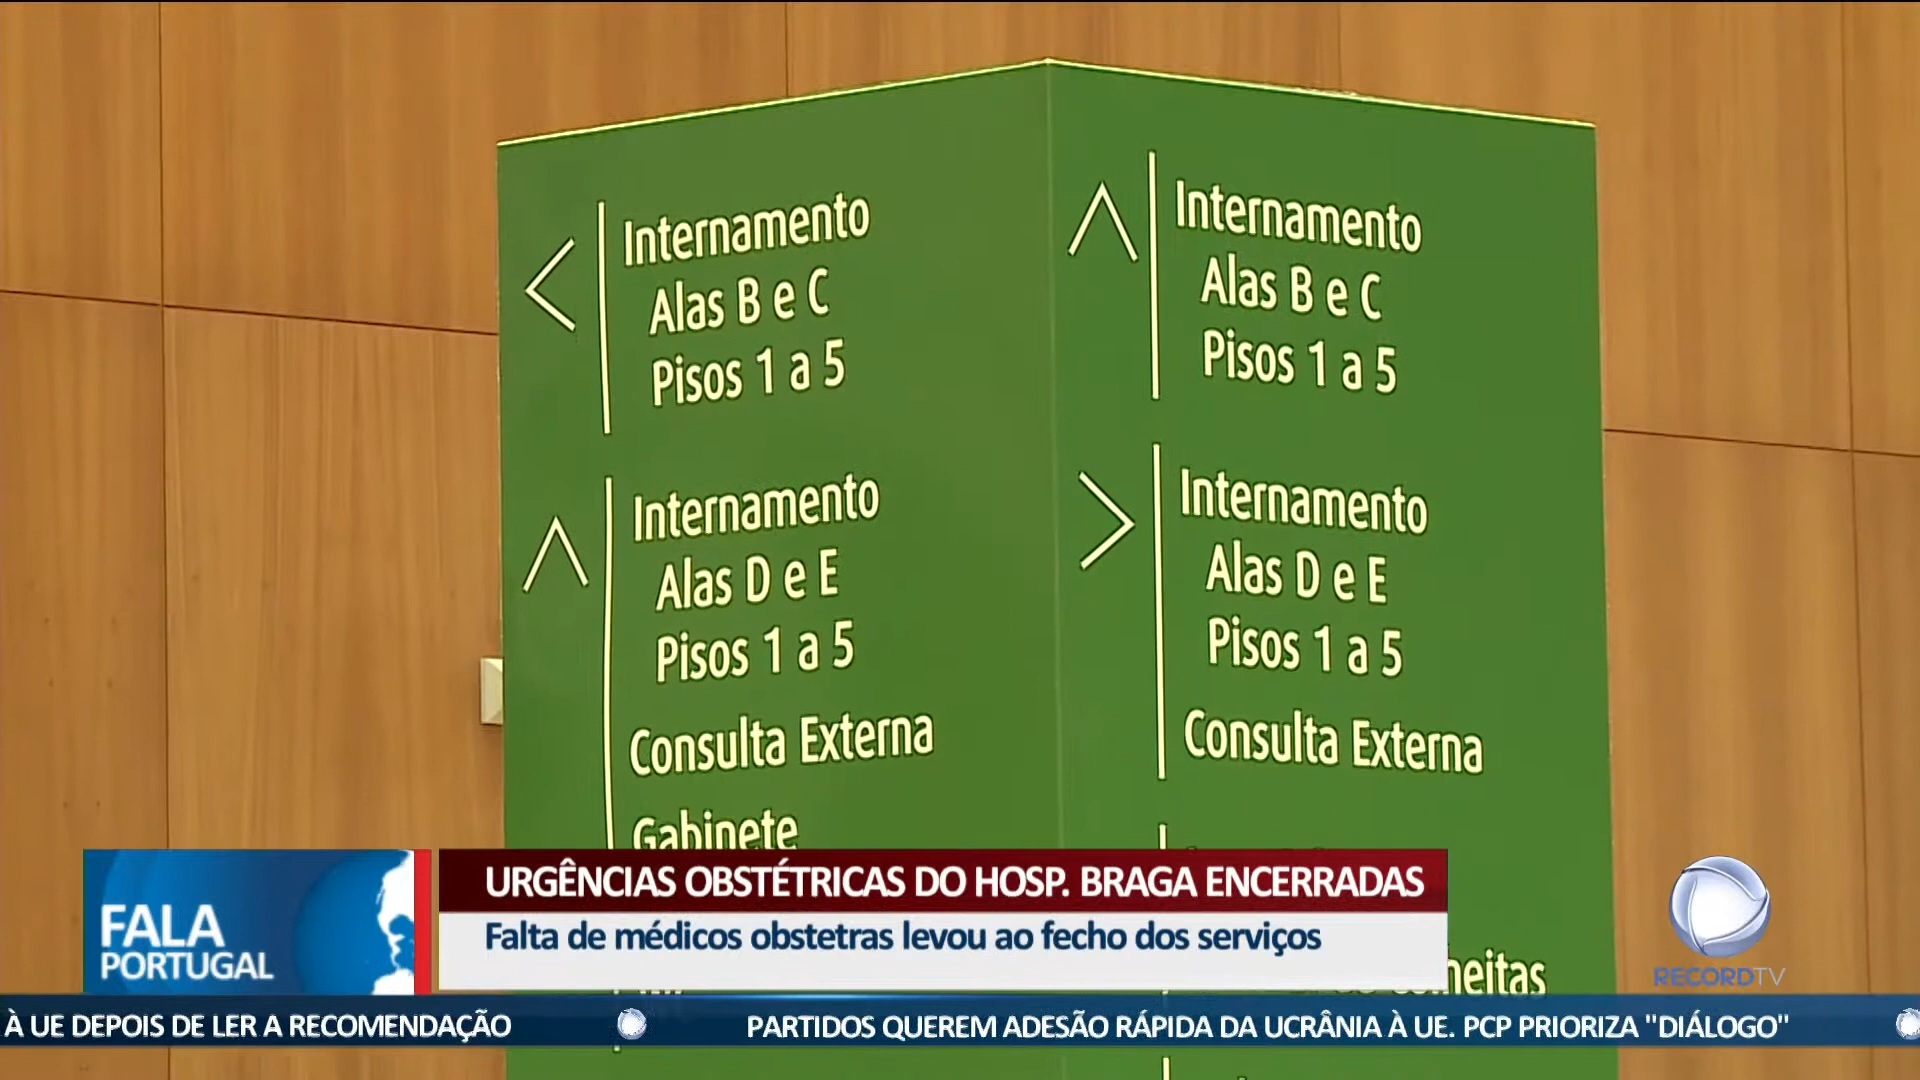 Internamento
Alas B e C
Pisos 1 a 5
Internamento
Alas D e E
Pisos 1 a 5
Consulta Externa
Gabinete
Internamento
Alas B e C
Pisos 1 a 5
Internamento
Alas D e E
Pisos 1 a 5
Consulta Externa
FALA
PORTUGAL
URGÊNCIAS OBSTÉTRICAS DO HOSP. BRAGA ENCERRADAS
Falta de médicos obstetras levou ao fecho dos serviços
RECORDTV
À UE DEPOIS DE LER A RECOMENDAÇÃO
PARTIDOS QUEREM ADESÃO RÁPIDA DA UCRÂNIA À UE. PCP PRIORIZA "DIÁLOGO"